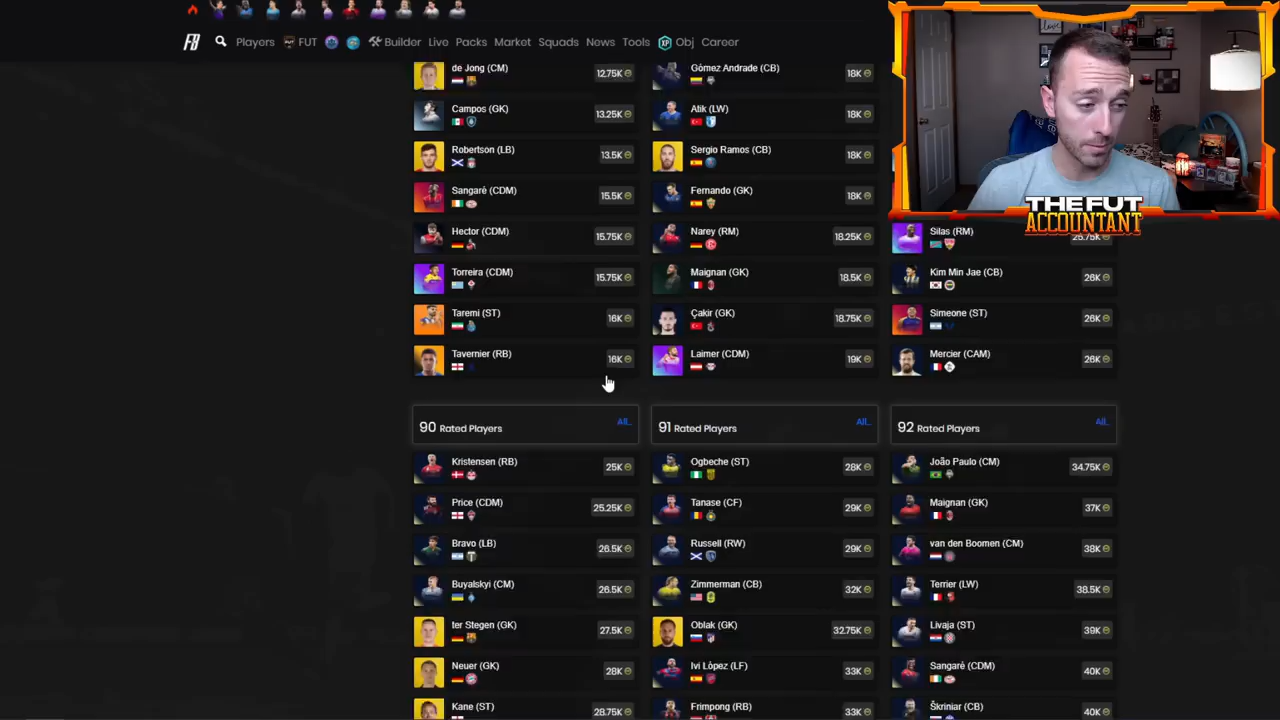 Players FUT Builder Live Packs Market Squads News Tools Obj Career
de Jong (CM) 12.75K
Campos (GK) 13.25K
Robertson (LB) 13.5K
Sangaré (CDM) 15.5K
Hector (CDM) 15.75K
Torreira (CDM) 15.75K
Taremi (ST) 16K
Tavernier (RB) 16K
Gómez Andrade (CB) 18K
Atik (LW) 18K
Sergio Ramos (CB) 18K
Fernando (GK) 18K
Narey (RM) 18.25K
Maignan (GK) 18.5K
Çakir (GK) 18.75K
Laimer (CDM) 19K
THE FUT
ACCOUNTANT
Silas (RM)
Kim Min Jae (CB) 26K
Simeone (ST) 26K
Mercier (CAM) 26K
90 Rated Players All_
Kristensen (RB) 25K
Price (CDM) 25.25K
Bravo (LB) 26.5K
Buyalskyi (CM) 26.5K
ter Stegen (GK) 27.5K
Neuer (GK) 28K
Kane (ST) 28.75K
91 Rated Players All_
Ogbeche (ST) 28K
Tanase (CF) 29K
Russell (RW) 29K
Zimmerman (CB) 32K
Oblak (GK) 32.75K
Ivi López (LF) 33K
Frimpong (RB) 33K
92 Rated Players All_
João Paulo (CM) 34.75K
Maignan (GK) 37K
van den Boomen (CM) 38K
Terrier (LW) 38.5K
Livaja (ST) 39K
Sangaré (CDM) 40K
Škriniar (CB) 40K